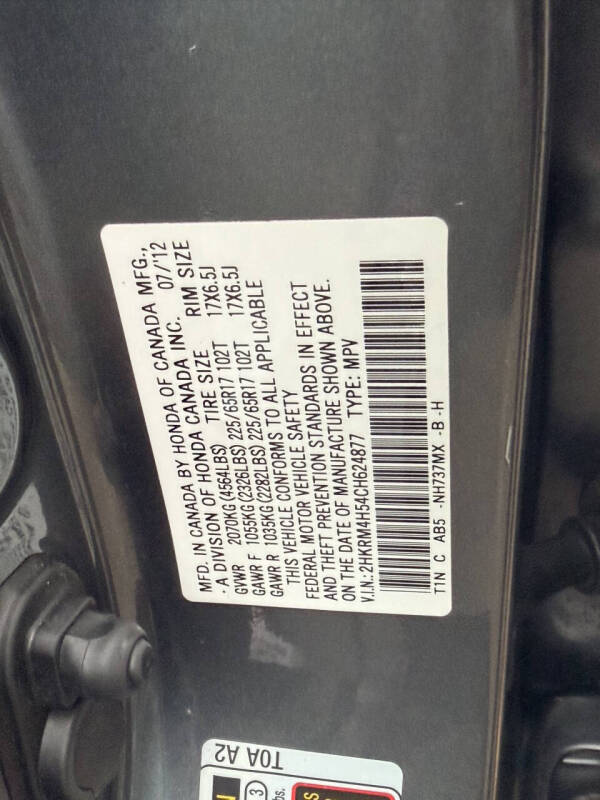 MFD. IN CANADA BY HONDA OF CANADA MFG.,
- A DIVISION OF HONDA CANADA INC. 07/'12
GVWR 2070KG (4564LBS) TIRE SIZE RIM SIZE
GAWR F 1055KG (2326LBS) 225/65R17 102T 17X6.5J
GAWR R 1035KG (2282LBS) 225/65R17 102T 17X6.5J
THIS VEHICLE CONFORMS TO ALL APPLICABLE
FEDERAL MOTOR VEHICLE SAFETY
AND THEFT PREVENTION STANDARDS IN EFFECT
ON THE DATE OF MANUFACTURE SHOWN ABOVE.
V.I.N.: 2HKRM4H54CH624877 TYPE: MPV
T1N C AB5 -NH737MX -B -H
T0A A2
3